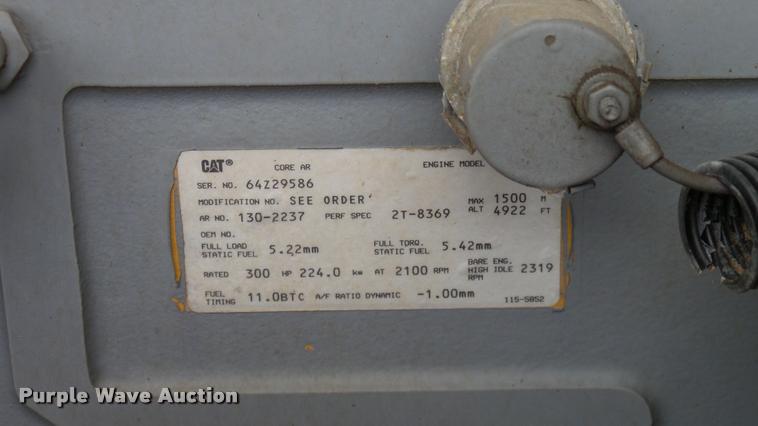 CAT® CORE AR ENGINE MODEL
SER. NO. 64Z29586
MODIFICATION NO. SEE ORDER MAX ALT 1500 M 4922 FT
AR NO. 130-2237 PERF SPEC 2T-8369
OEM NO.
FULL LOAD STATIC FUEL 5.22mm FULL TORQ. STATIC FUEL 5.42mm
RATED 300 HP 224.0 kw AT 2100 RPM BARE ENG. HIGH IDLE RPM 2319
FUEL TIMING 11.0BTC A/F RATIO DYNAMIC -1.00mm 115-5852
Purple Wave Auction